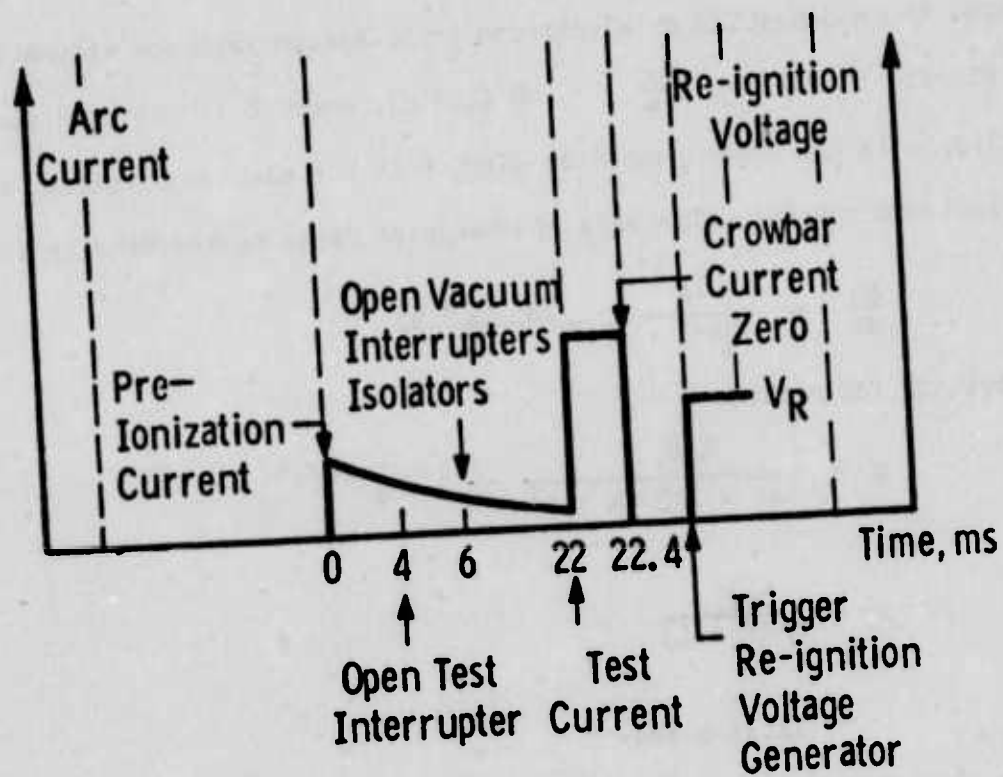 Arc
Current
Re-ignition
Voltage
Crowbar
Current
Zero
Open Vacuum
Interrupters
Isolators
Pre-
Ionization
Current
V_R
0
4
6
22
22.4
Time, ms
Open Test
Interrupter
Test
Current
Trigger
Re-ignition
Voltage
Generator